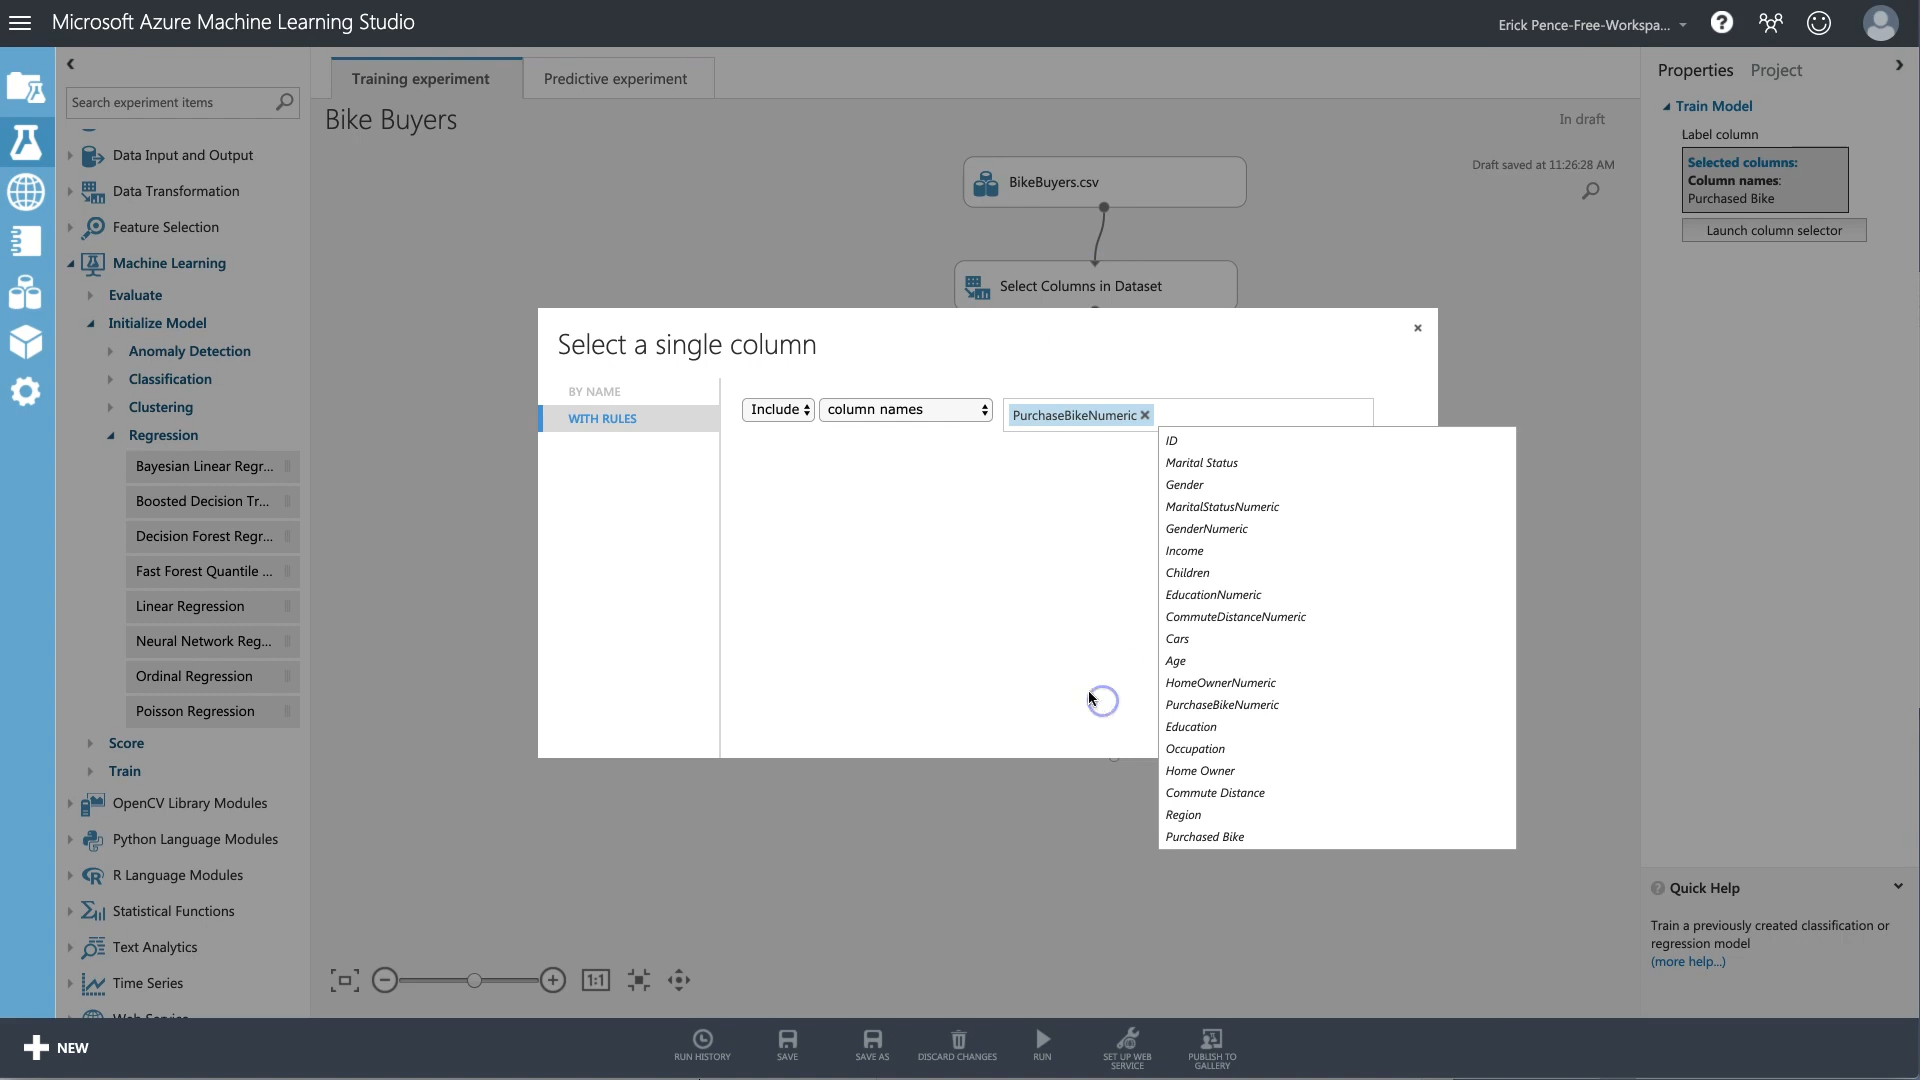 Microsoft Azure Machine Learning Studio
Erick Pence-Free-Workspa...
Search experiment items
Data Input and Output
Data Transformation
Feature Selection
Machine Learning
Evaluate
Initialize Model
Anomaly Detection
Classification
Clustering
Regression
Bayesian Linear Regr...
Boosted Decision Tr...
Decision Forest Regr...
Fast Forest Quantile ...
Linear Regression
Neural Network Reg...
Ordinal Regression
Poisson Regression
Score
Train
OpenCV Library Modules
Python Language Modules
R Language Modules
Statistical Functions
Text Analytics
Time Series
Training experiment
Predictive experiment
Bike Buyers
In draft
Draft saved at 11:26:28 AM
BikeBuyers.csv
Select Columns in Dataset
Select a single column
BY NAME
WITH RULES
Include
column names
PurchaseBikeNumeric
ID
Marital Status
Gender
MaritalStatusNumeric
GenderNumeric
Income
Children
EducationNumeric
CommuteDistanceNumeric
Cars
Age
HomeOwnerNumeric
PurchaseBikeNumeric
Education
Occupation
Home Owner
Commute Distance
Region
Purchased Bike
1:1
Properties
Project
Train Model
Label column
Selected columns:
Column names:
Purchased Bike
Launch column selector
Quick Help
Train a previously created classification or
regression model
(more help...)
NEW
RUN HISTORY
SAVE
SAVE AS
DISCARD CHANGES
RUN
SET UP WEB
SERVICE
PUBLISH TO
GALLERY